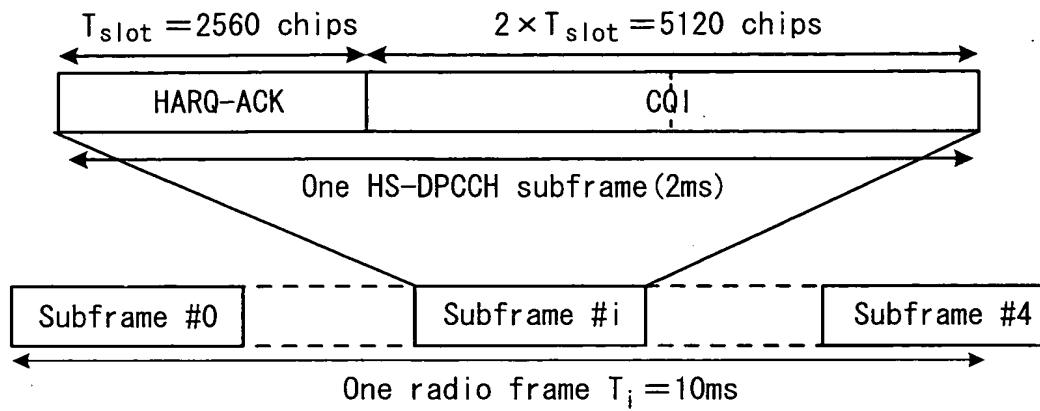 T_slot =2560 chips 2×T_slot =5120 chips
HARQ-ACK CQI
One HS-DPCCH subframe(2ms)
Subframe #0 Subframe #i Subframe #4
One radio frame T_i =10ms